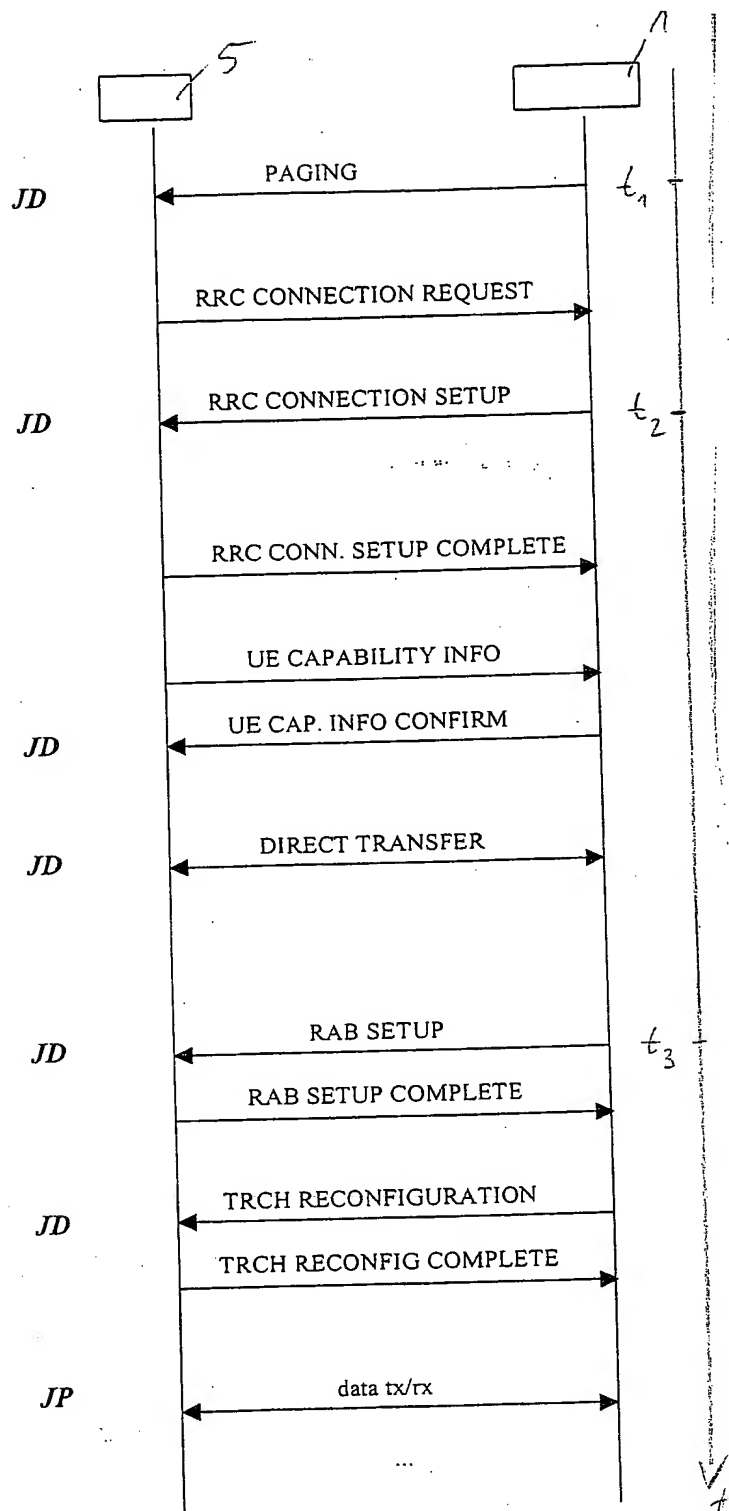 5 1
PAGING
JD t₁
RRC CONNECTION REQUEST
RRC CONNECTION SETUP
JD t₂
RRC CONN. SETUP COMPLETE
UE CAPABILITY INFO
UE CAP. INFO CONFIRM
JD
DIRECT TRANSFER
JD
RAB SETUP
JD t₃
RAB SETUP COMPLETE
TRCH RECONFIGURATION
JD
TRCH RECONFIG COMPLETE
JP data tx/rx
...
t